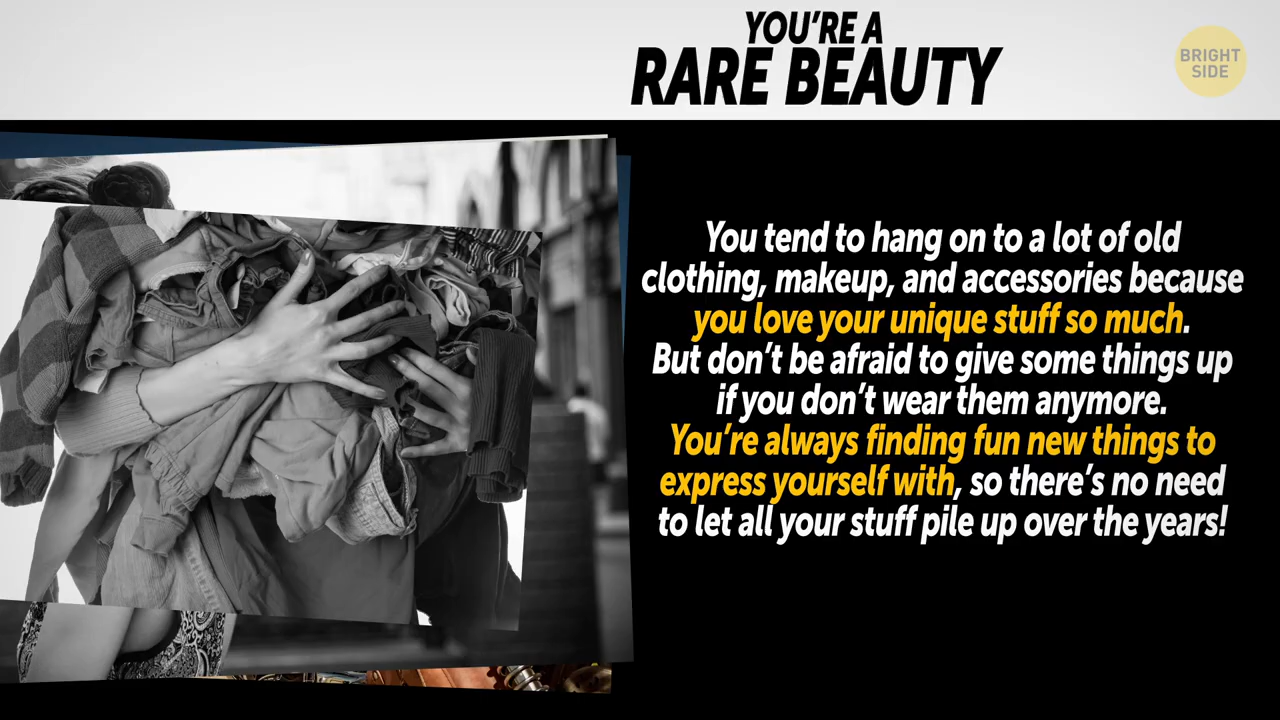 YOU’RE A
RARE BEAUTY
BRIGHT
SIDE
You tend to hang on to a lot of old
clothing, makeup, and accessories because
you love your unique stuff so much.
But don’t be afraid to give some things up
if you don’t wear them anymore.
You’re always finding fun new things to
express yourself with, so there’s no need
to let all your stuff pile up over the years!